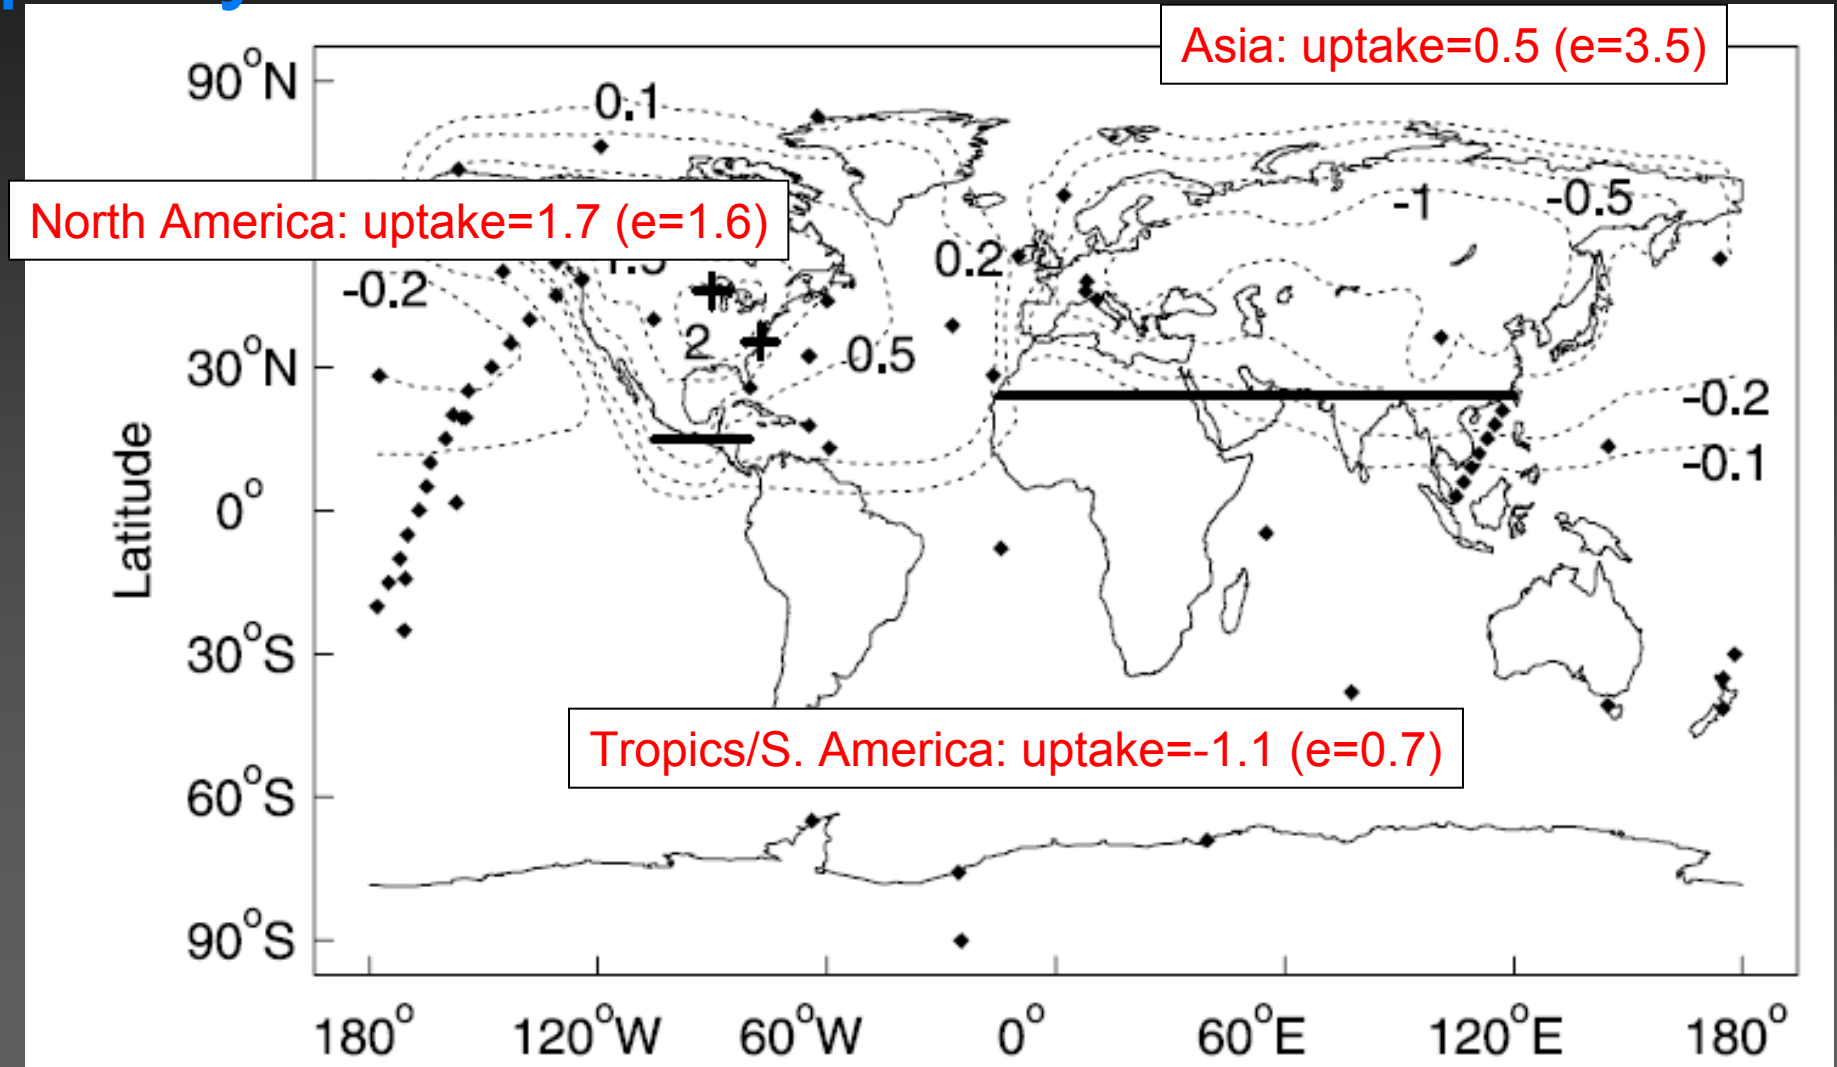 Asia: uptake=0.5 (e=3.5)
90°N
0.1
-1
-0.5
North America: uptake=1.7 (e=1.6)
0.2
-0.2
2
0.5
30°N
-0.2
-0.1
Latitude
0°
30°S
Tropics/S. America: uptake=-1.1 (e=0.7)
60°S
90°S
180° 120°W 60°W 0° 60°E 120°E 180°